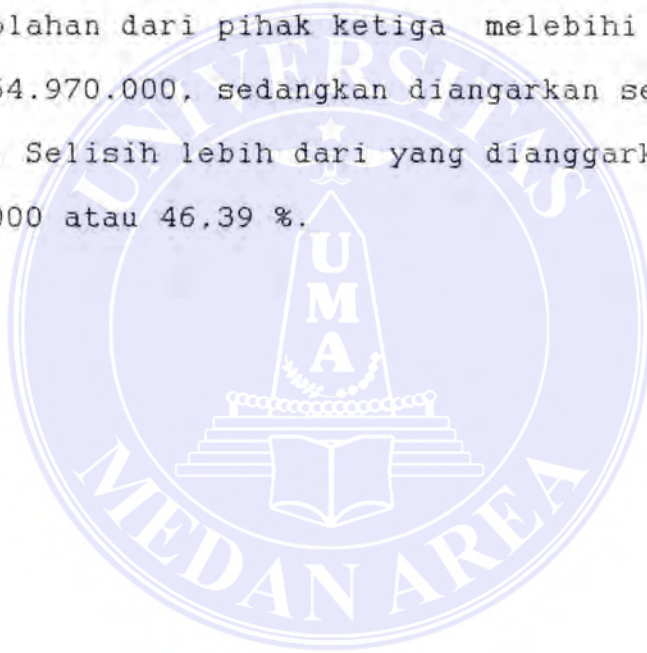 olahan dari pihak ketiga melebihi
54.970.000, sedangkan diangarkan se
Selisih lebih dari yang dianggark
000 atau 46,39 %.
UNIVERSITAS
UMA
MEDAN AREA